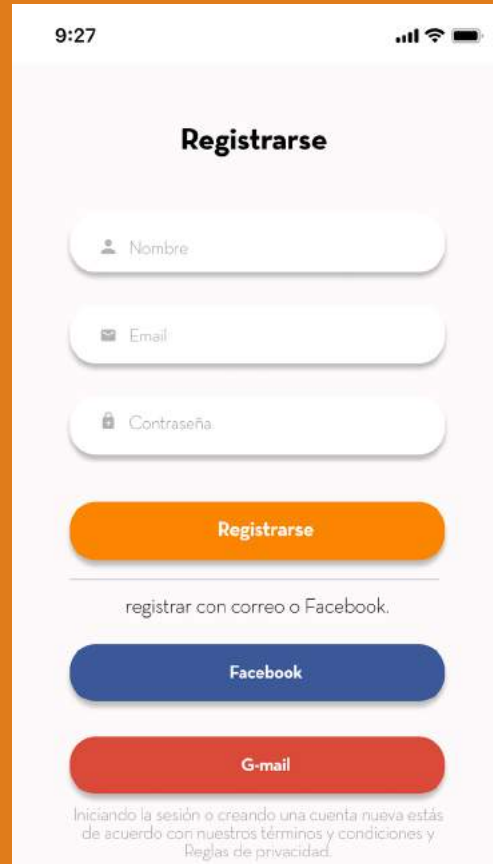 9:27
Registrarse
Nombre
Email
Contraseña
Registrarse
registrar con correo o Facebook.
Facebook
G-mail
Iniciando la sesión o creando una cuenta nueva estás
de acuerdo con nuestros términos y condiciones y
Reglas de privacidad.